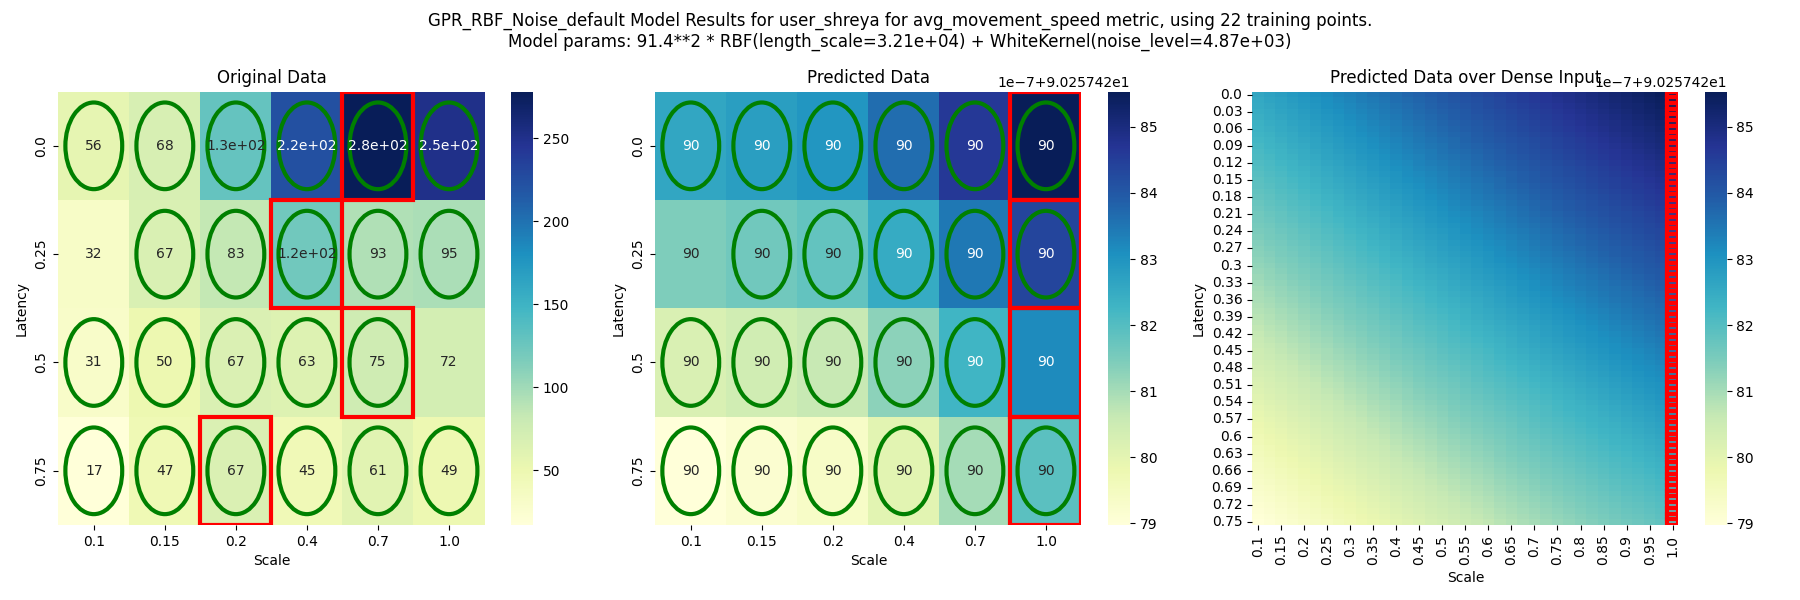 GPR_RBF_Noise_default Model Results for user_shreya for avg_movement_speed metric, using 22 training points.
Model params: 91.4**2 * RBF(length_scale=3.21e+04) + WhiteKernel(noise_level=4.87e+03)
Original Data
0.0 56 68 1.3e+02 2.2e+02 2.8e+02 2.5e+02
0.25 32 67 83 1.2e+02 93 95
0.5 31 50 67 63 75 72
0.75 17 47 67 45 61 49
0.1 0.15 0.2 0.4 0.7 1.0
Scale
Latency
250
200
150
100
50
Predicted Data
1e−7+9.025742e1
0.0 90 90 90 90 90 90
0.25 90 90 90 90 90 90
0.5 90 90 90 90 90 90
0.75 90 90 90 90 90 90
0.1 0.15 0.2 0.4 0.7 1.0
Scale
Latency
85
84
83
82
81
80
79
Predicted Data over Dense Input
1e−7+9.025742e1
0.0
0.03
0.06
0.09
0.12
0.15
0.18
0.21
0.24
0.27
0.3
0.33
0.36
0.39
0.42
0.45
0.48
0.51
0.54
0.57
0.6
0.63
0.66
0.69
0.72
0.75
0.1 0.15 0.2 0.25 0.3 0.35 0.4 0.45 0.5 0.55 0.6 0.65 0.7 0.75 0.8 0.85 0.9 0.95 1.0
Scale
Latency
85
84
83
82
81
80
79